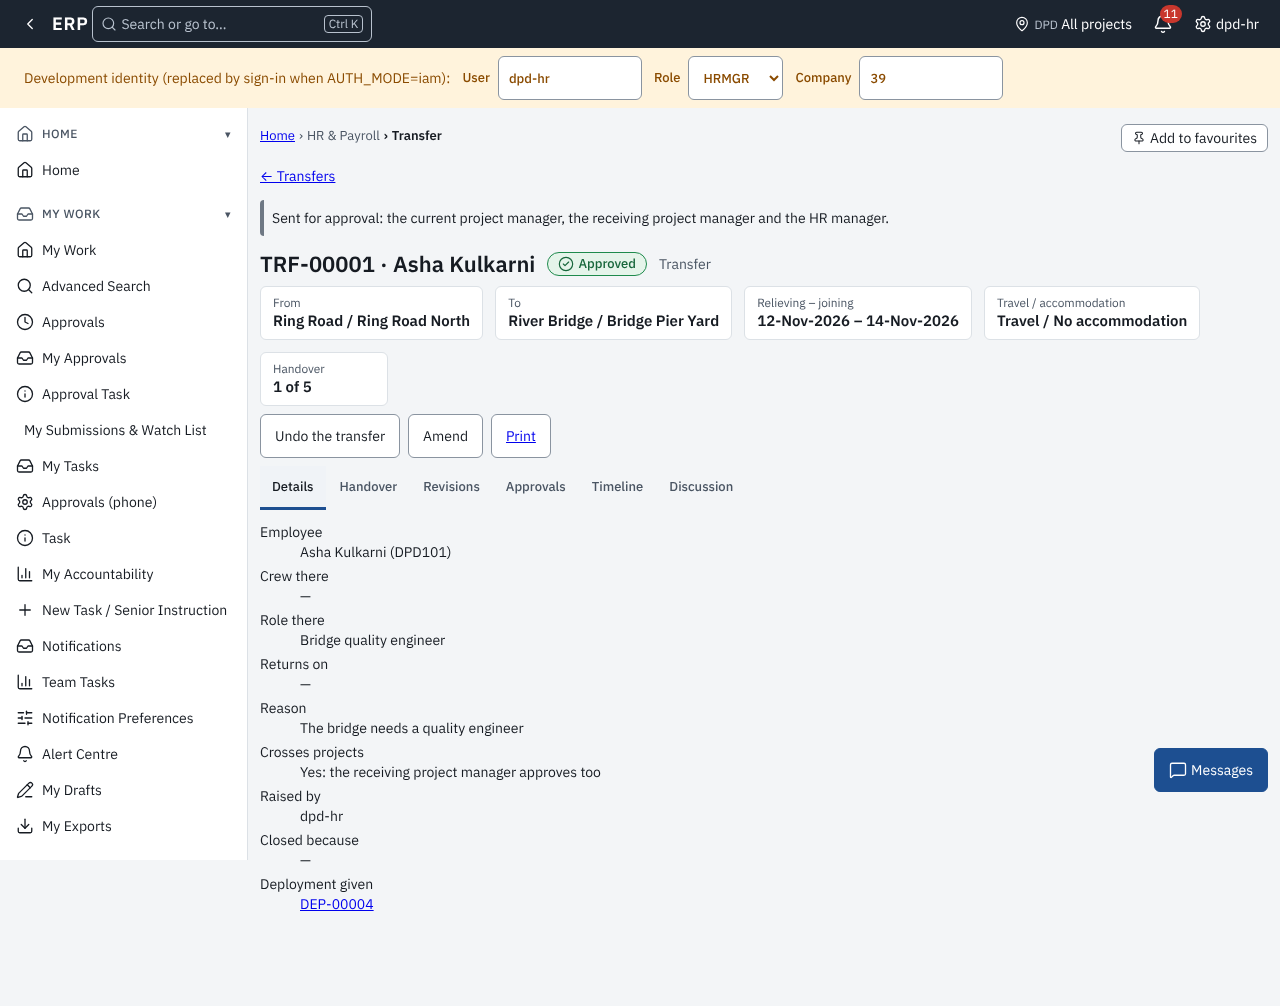 ERP
Search or go to...
Ctrl K
DPD All projects
11
dpd-hr
Development identity (replaced by sign-in when AUTH_MODE=iam):
User
dpd-hr
Role
HRMGR
Company
39
HOME
Home
MY WORK
My Work
Advanced Search
Approvals
My Approvals
Approval Task
My Submissions & Watch List
My Tasks
Approvals (phone)
Task
My Accountability
New Task / Senior Instruction
Notifications
Team Tasks
Notification Preferences
Alert Centre
My Drafts
My Exports
Home › HR & Payroll › Transfer
Add to favourites
← Transfers
Sent for approval: the current project manager, the receiving project manager and the HR manager.
TRF-00001 · Asha Kulkarni
Approved
Transfer
From
Ring Road / Ring Road North
To
River Bridge / Bridge Pier Yard
Relieving – joining
12-Nov-2026 – 14-Nov-2026
Travel / accommodation
Travel / No accommodation
Handover
1 of 5
Undo the transfer
Amend
Print
Details
Handover
Revisions
Approvals
Timeline
Discussion
Employee
Asha Kulkarni (DPD101)
Crew there
—
Role there
Bridge quality engineer
Returns on
—
Reason
The bridge needs a quality engineer
Crosses projects
Yes: the receiving project manager approves too
Raised by
dpd-hr
Closed because
—
Deployment given
DEP-00004
Messages